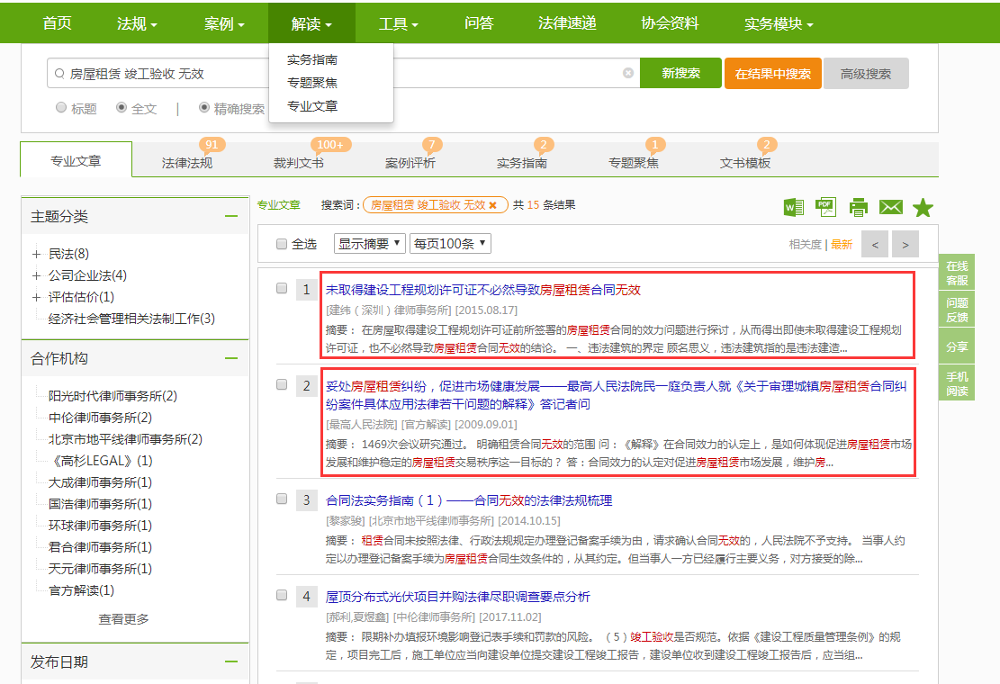 首页 法规 案例 解读 工具 问答 法律速递 协会资料 实务模块
实务指南
专题聚焦
专业文章
房屋租赁 竣工验收 无效
新搜索 在结果中搜索 高级搜索
标题 全文 | 精确搜索
91 100+ 7 2 1 2
专业文章 法律法规 裁判文书 案例评析 实务指南 专题聚焦 文书模板
主题分类
民法(8)
公司企业法(4)
评估估价(1)
经济社会管理相关法制工作(3)
合作机构
阳光时代律师事务所(2)
中伦律师事务所(2)
北京市地平线律师事务所(2)
《高杉LEGAL》(1)
大成律师事务所(1)
国浩律师事务所(1)
环球律师事务所(1)
君合律师事务所(1)
天元律师事务所(1)
官方解读(1)
查看更多
发布日期
专业文章 搜索词： 房屋租赁 竣工验收 无效 共 15 条结果
全选 显示摘要 每页100条 相关度 | 最新 < >
1 未取得建设工程规划许可证不必然导致房屋租赁合同无效
[建纬（深圳）律师事务所] [2015.08.17]
摘要： 在房屋取得建设工程规划许可证前所签署的房屋租赁合同的效力问题进行探讨，从而得出即使未取得建设工程规划
许可证，也不必然导致房屋租赁合同无效的结论。 一、违法建筑的界定 顾名思义，违法建筑指的是违法建造...
2 妥处房屋租赁纠纷，促进市场健康发展——最高人民法院民一庭负责人就《关于审理城镇房屋租赁合同纠
纷案件具体应用法律若干问题的解释》答记者问
[最高人民法院] [官方解读] [2009.09.01]
摘要： 1469次会议研究通过。 明确租赁合同无效的范围 问：《解释》在合同效力的认定上，是如何体现促进房屋租赁市场
发展和维护稳定的房屋租赁交易秩序这一目标的？ 答：合同效力的认定对促进房屋租赁市场发展，维护房...
3 合同法实务指南（1）——合同无效的法律法规梳理
[黎家骏] [北京市地平线律师事务所] [2014.10.15]
摘要： 租赁合同未按照法律、行政法规规定办理登记备案手续为由，请求确认合同无效的，人民法院不予支持。 当事人约
定以办理登记备案手续为房屋租赁合同生效条件的，从其约定。但当事人一方已经履行主要义务，对方接受的除...
4 屋顶分布式光伏项目并购法律尽职调查要点分析
[郝利,夏煜鑫] [中伦律师事务所] [2017.11.02]
摘要： 限期补办填报环境影响登记表手续和罚款的风险。 （5）竣工验收是否规范。依据《建设工程质量管理条例》的规
定，项目完工后，施工单位应当向建设单位提交建设工程竣工报告，建设单位收到建设工程竣工报告后，应当组...
在线
客服
问题
反馈
分享
手机
阅读